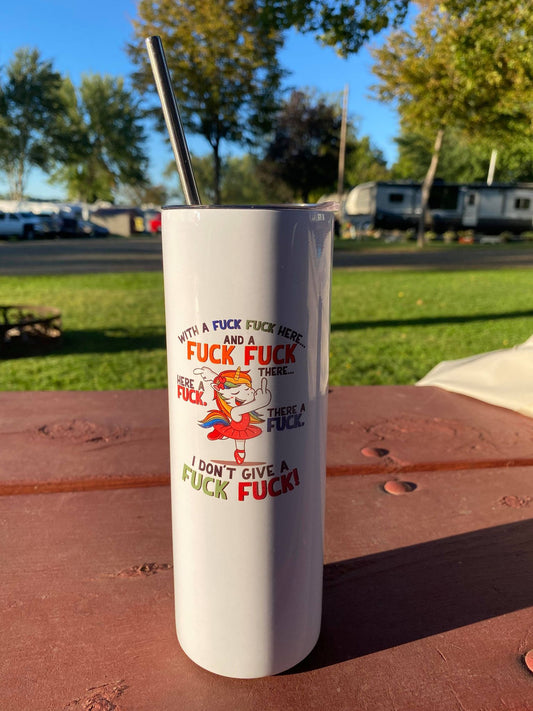 WITH A FUCK FUCK HERE...
AND A
FUCK FUCK
THERE...
HERE A
FUCK.
THERE A
FUCK.
I DON'T GIVE A
FUCK FUCK!